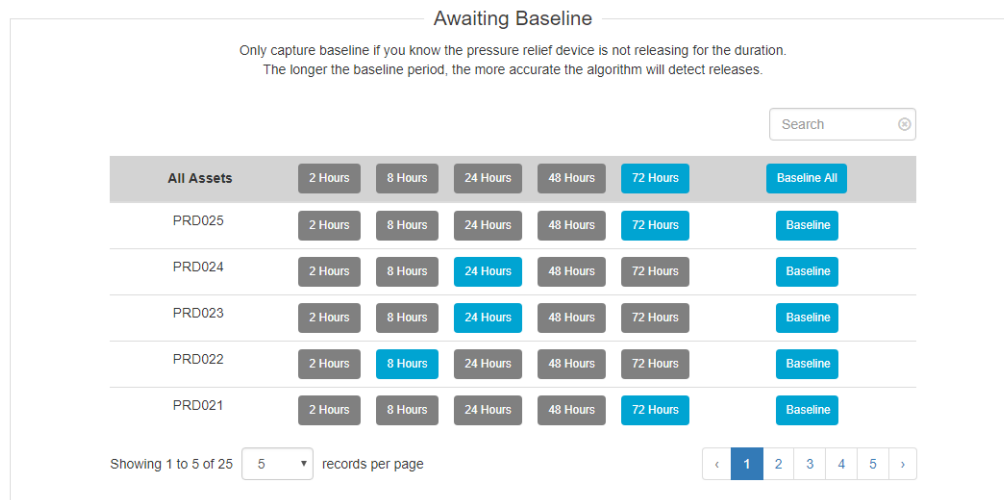 Awaiting Baseline
Only capture baseline if you know the pressure relief device is not releasing for the duration.
The longer the baseline period, the more accurate the algorithm will detect releases.
Search
All Assets 2 Hours 8 Hours 24 Hours 48 Hours 72 Hours Baseline All
PRD025 2 Hours 8 Hours 24 Hours 48 Hours 72 Hours Baseline
PRD024 2 Hours 8 Hours 24 Hours 48 Hours 72 Hours Baseline
PRD023 2 Hours 8 Hours 24 Hours 48 Hours 72 Hours Baseline
PRD022 2 Hours 8 Hours 24 Hours 48 Hours 72 Hours Baseline
PRD021 2 Hours 8 Hours 24 Hours 48 Hours 72 Hours Baseline
Showing 1 to 5 of 25 5 records per page ‹ 1 2 3 4 5 ›